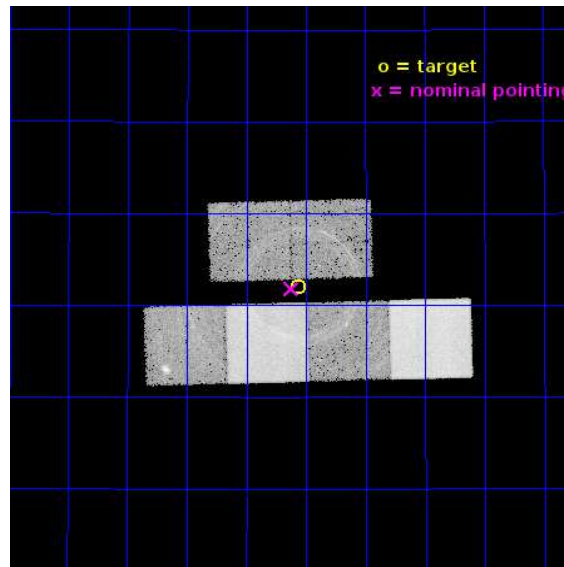 o = target
x = nominal pointing